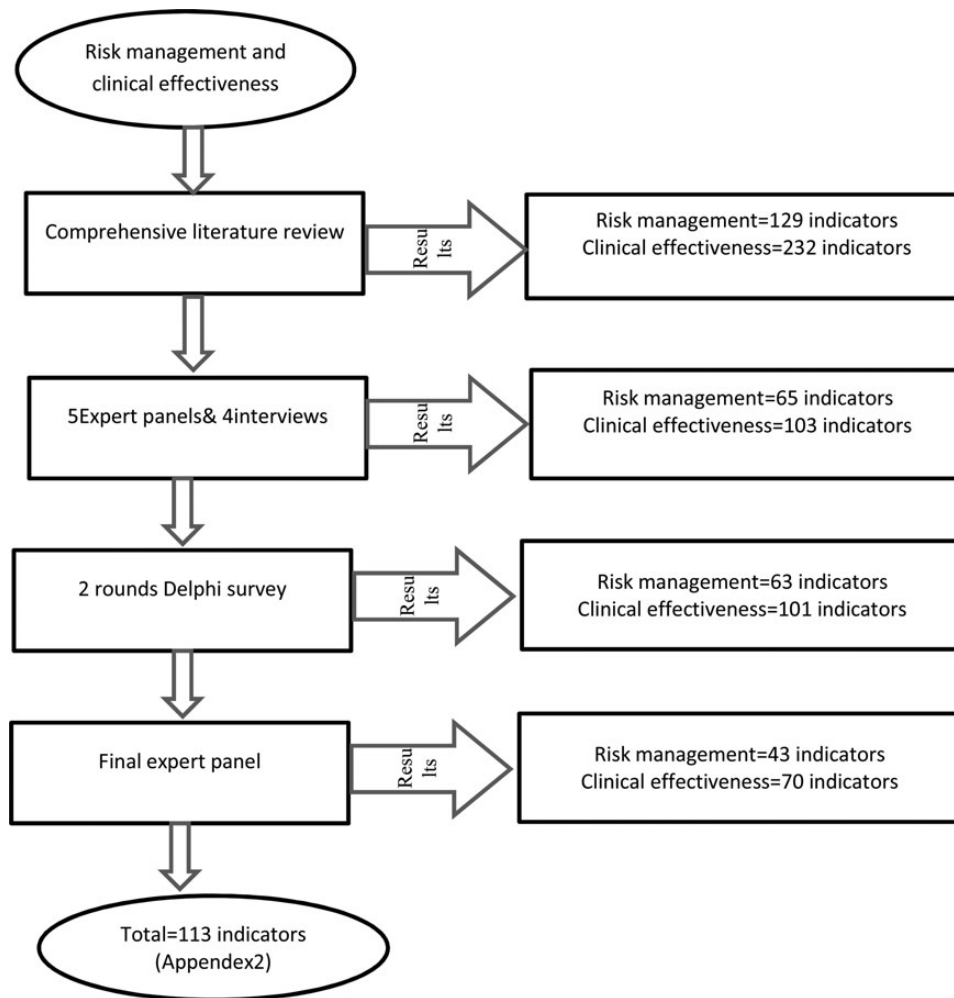 Risk management and
clinical effectiveness
Comprehensive literature review
Resu
lts
Risk management=129 indicators
Clinical effectiveness=232 indicators
5Expert panels& 4interviews
Resu
lts
Risk management=65 indicators
Clinical effectiveness=103 indicators
2 rounds Delphi survey
Resu
lts
Risk management=63 indicators
Clinical effectiveness=101 indicators
Final expert panel
Resu
lts
Risk management=43 indicators
Clinical effectiveness=70 indicators
Total=113 indicators
(Appendex2)